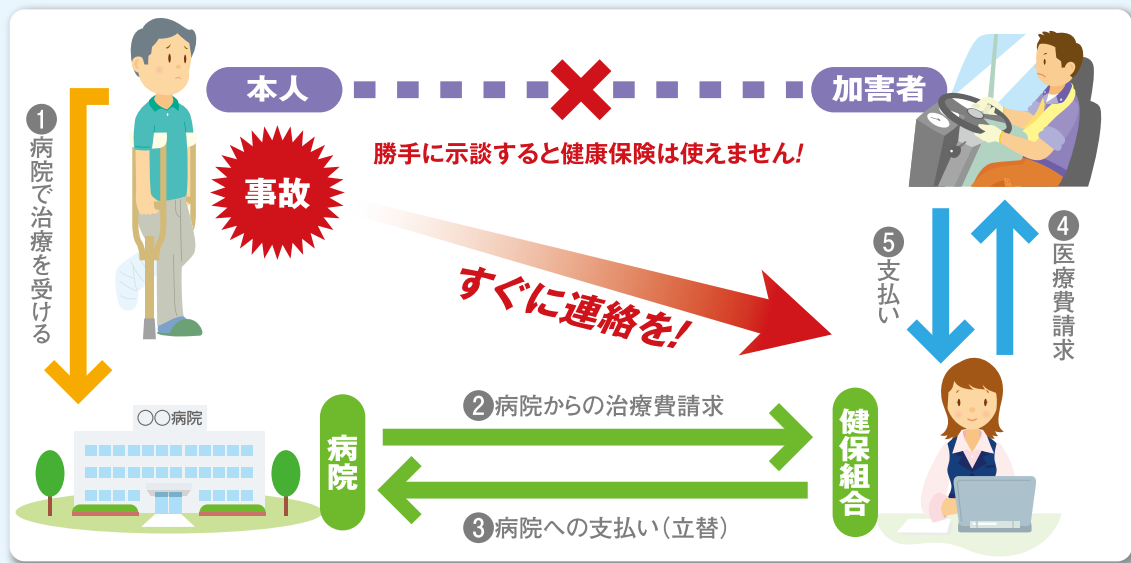 本人
加害者
勝手に示談すると健康保険は使えません!
事故
すぐに連絡を!
❶病院で治療を受ける
❺支払い
❹医療費請求
〇〇病院
病院
❷病院からの治療費請求
❸病院への支払い(立替)
健保組合